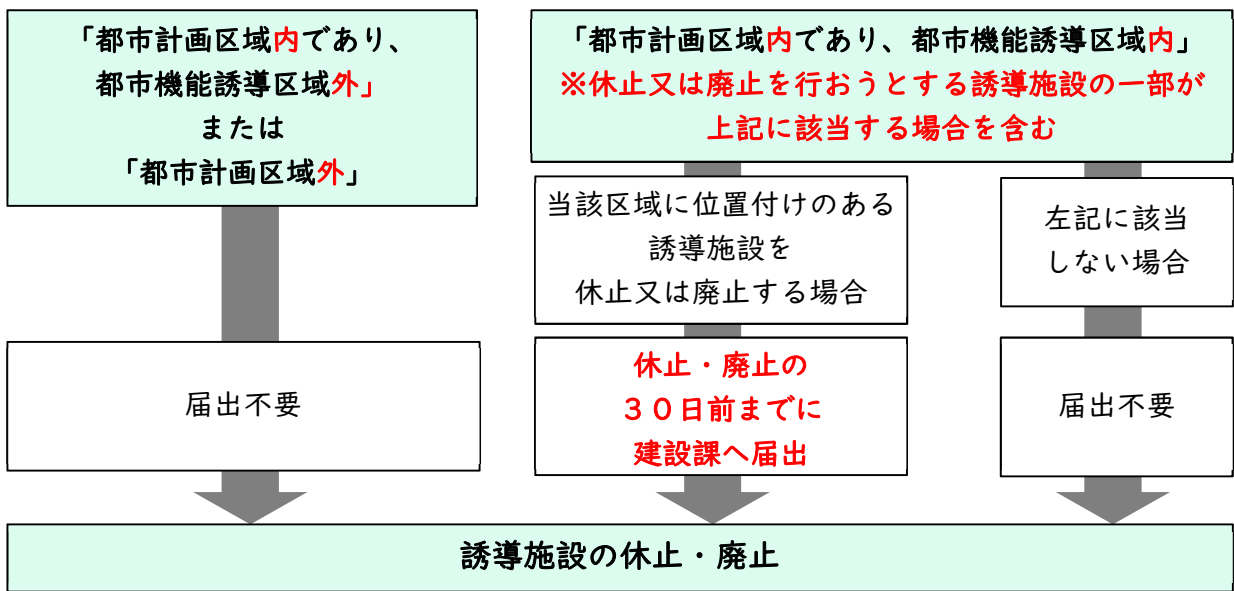 「都市計画区域内であり、
都市機能誘導区域外」
または
「都市計画区域外」
「都市計画区域内であり、都市機能誘導区域内」
※休止又は廃止を行おうとする誘導施設の一部が
上記に該当する場合を含む
当該区域に位置付けのある
誘導施設を
休止又は廃止する場合
左記に該当
しない場合
届出不要
休止・廃止の
３０日前までに
建設課へ届出
届出不要
誘導施設の休止・廃止